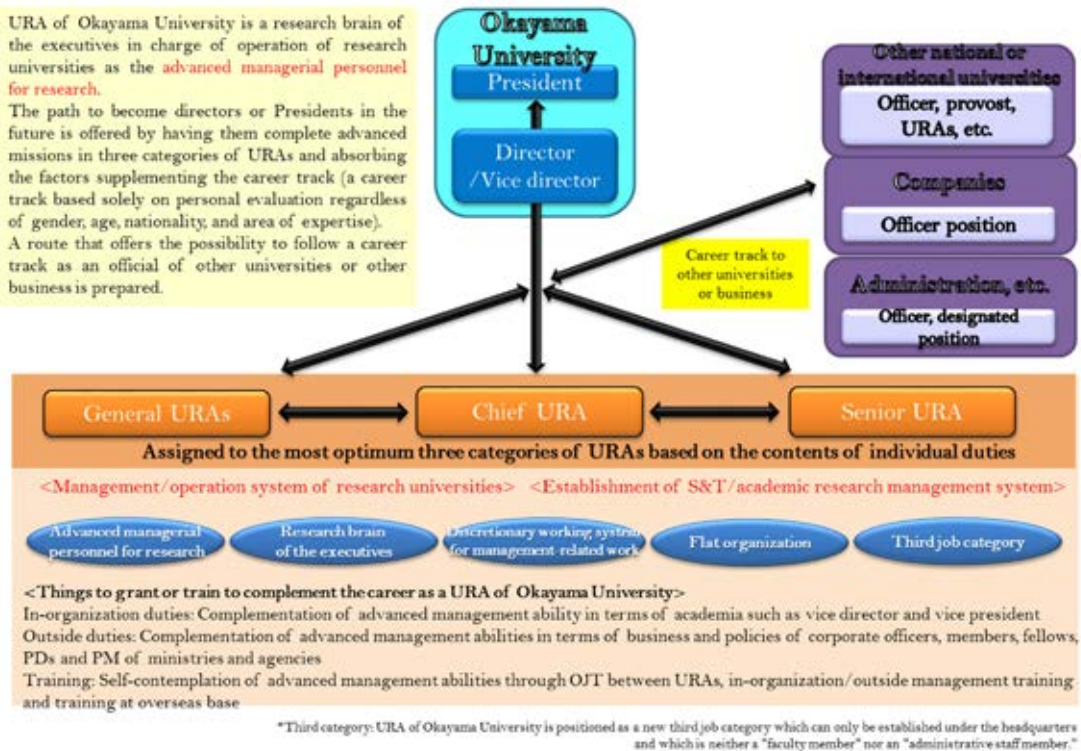 URA of Okayama University is a research brain of
the executives in charge of operation of research
universities as the advanced managerial personnel
for research.
The path to become directors or Presidents in the
future is offered by having them complete advanced
missions in three categories of URAs and absorbing
the factors supplementing the career track (a career
track based solely on personal evaluation regardless
of gender, age, nationality, and area of expertise).
A route that offers the possibility to follow a career
track as an official of other universities or other
business is prepared.
Okayama
University
President
Director
/Vice director
Other national or
international universities
Officer, provost,
URAs, etc.
Companies
Officer position
Administration, etc.
Officer, designated
position
Career track to
other universities
or business
General URAs
Chief URA
Senior URA
Assigned to the most optimum three categories of URAs based on the contents of individual duties
<Management/operation system of research universities> <Establishment of S&T/academic research management system>
Advanced managerial
personnel for research
Research brain
of the executives
Discretionary working system
for management-related work
Flat organization
Third job category
<Things to grant or train to complement the career as a URA of Okayama University>
In-organization duties: Complementation of advanced management ability in terms of academia such as vice director and vice president
Outside duties: Complementation of advanced management abilities in terms of business and policies of corporate officers, members, fellows,
PDs and PM of ministries and agencies
Training: Self-contemplation of advanced management abilities through OJT between URAs, in-organization/outside management training
and training at overseas base
*Third category: URA of Okayama University is positioned as a new third job category which can only be established under the headquarters
and which is neither a "faculty member" nor an "administrative staff member."